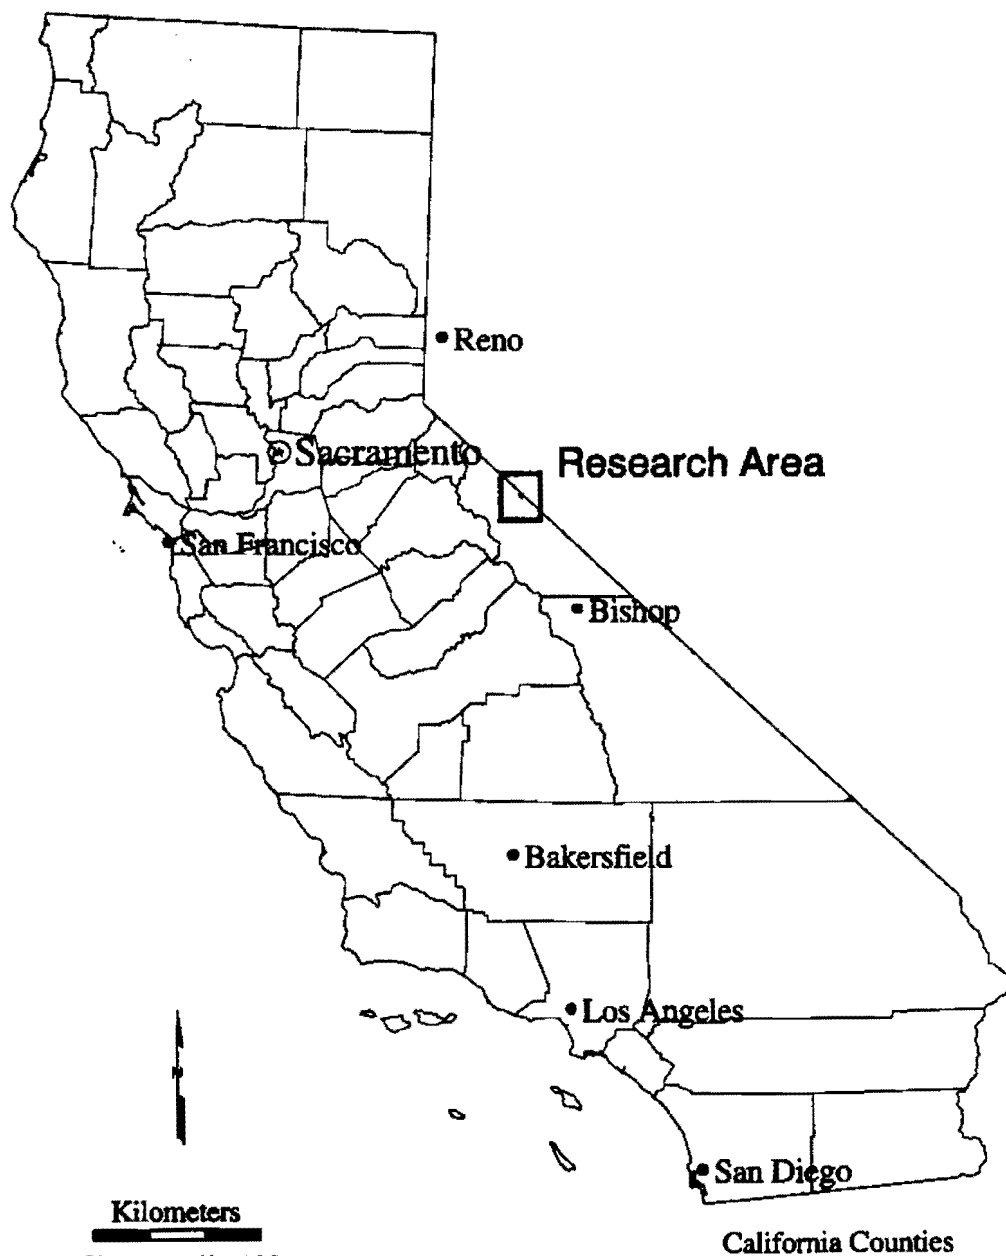 Reno
Sacramento
Research Area
San Francisco
Bishop
Bakersfield
Los Angeles
N
San Diego
Kilometers
California Counties